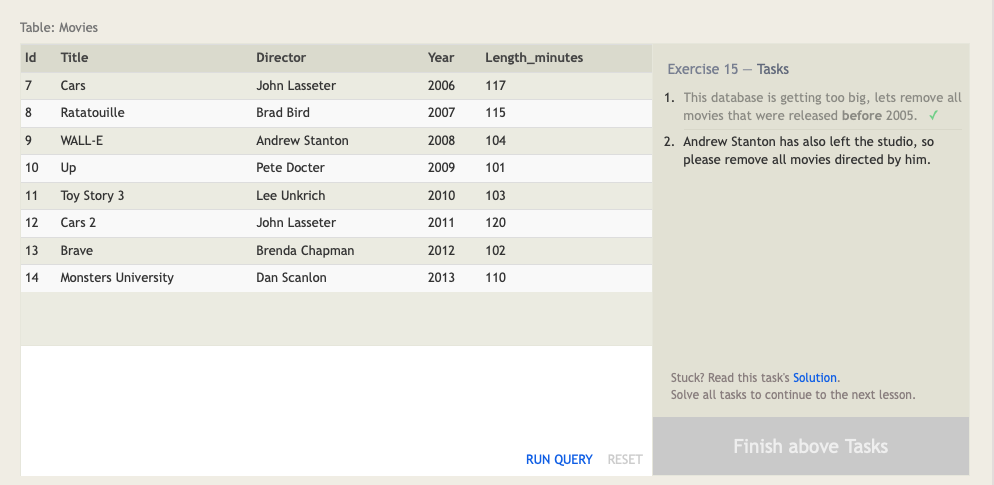 Table: Movies
Id Title Director Year Length_minutes
7 Cars John Lasseter 2006 117
8 Ratatouille Brad Bird 2007 115
9 WALL-E Andrew Stanton 2008 104
10 Up Pete Docter 2009 101
11 Toy Story 3 Lee Unkrich 2010 103
12 Cars 2 John Lasseter 2011 120
13 Brave Brenda Chapman 2012 102
14 Monsters University Dan Scanlon 2013 110
RUN QUERY RESET
Exercise 15 — Tasks
1. This database is getting too big, lets remove all
movies that were released before 2005. ✓
2. Andrew Stanton has also left the studio, so
please remove all movies directed by him.
Stuck? Read this task's Solution.
Solve all tasks to continue to the next lesson.
Finish above Tasks